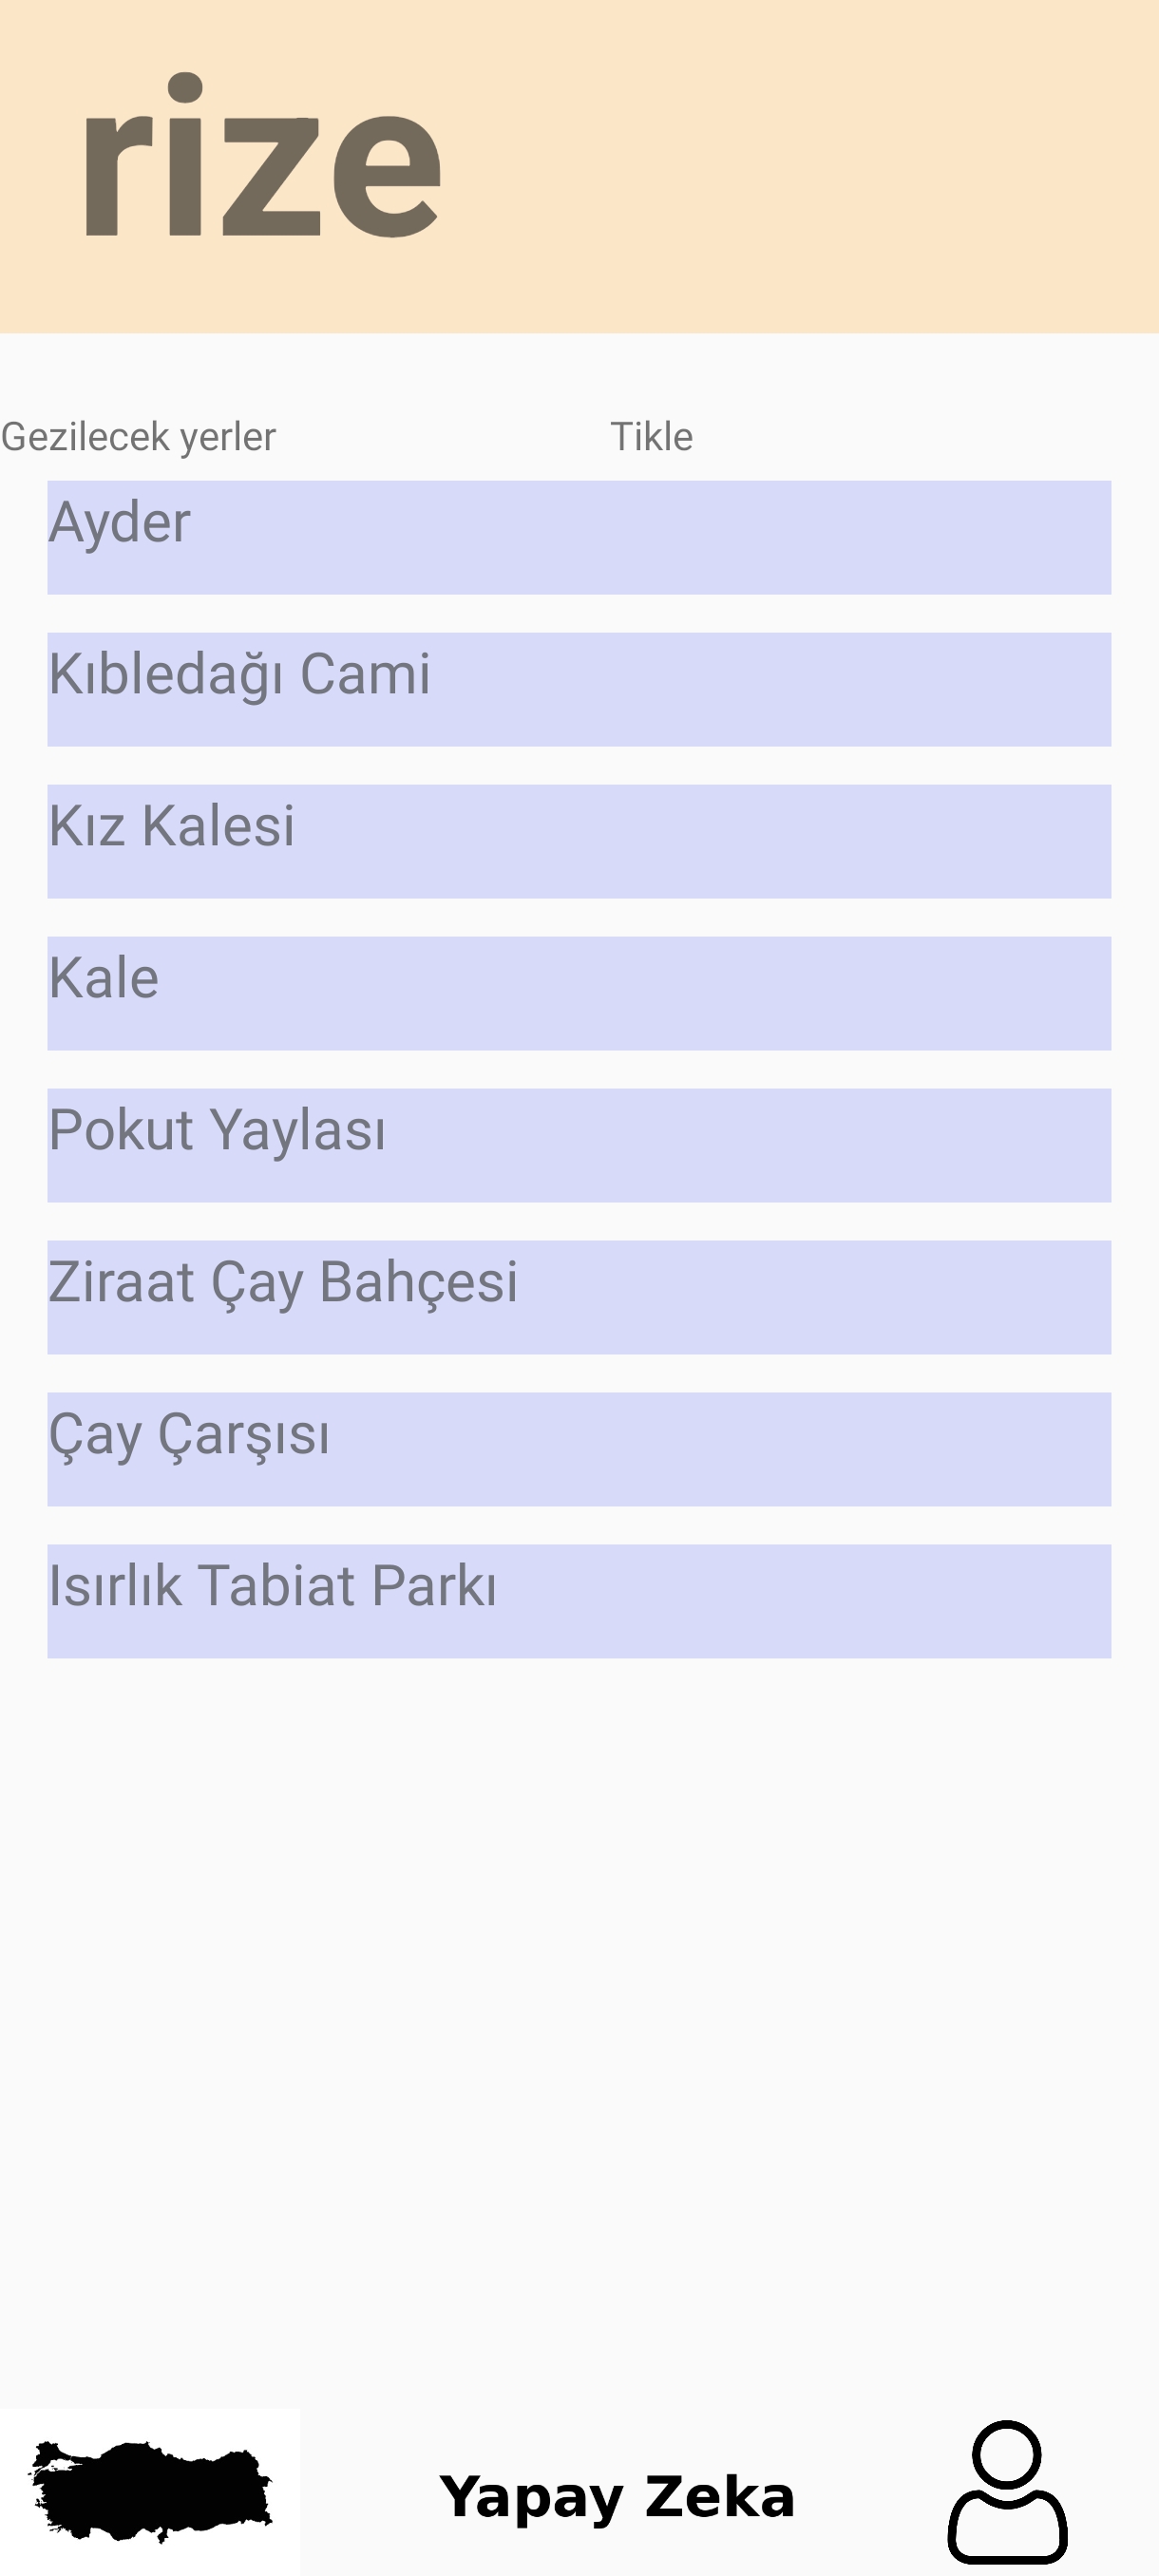 rize
Gezilecek yerler Tikle
Ayder
Kıbledağı Cami
Kız Kalesi
Kale
Pokut Yaylası
Ziraat Çay Bahçesi
Çay Çarşısı
Isırlık Tabiat Parkı
Yapay Zeka